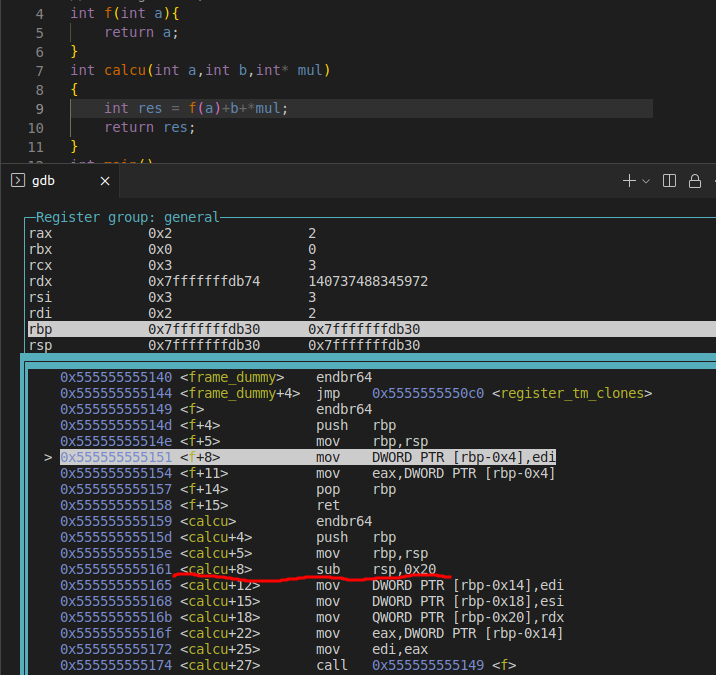 4 int f(int a){
5 return a;
6 }
7 int calcu(int a,int b,int* mul)
8 {
9 int res = f(a)+b+*mul;
10 return res;
11 }
gdb
Register group: general
rax 0x2 2
rbx 0x0 0
rcx 0x3 3
rdx 0x7fffffffdb74 140737488345972
rsi 0x3 3
rdi 0x2 2
rbp 0x7fffffffdb30 0x7fffffffdb30
rsp 0x7fffffffdb30 0x7fffffffdb30
0x555555555140 <frame_dummy> endbr64
0x555555555144 <frame_dummy+4> jmp 0x5555555550c0 <register_tm_clones>
0x555555555149 <f> endbr64
0x55555555514d <f+4> push rbp
0x55555555514e <f+5> mov rbp,rsp
> 0x555555555151 <f+8> mov DWORD PTR [rbp-0x4],edi
0x555555555154 <f+11> mov eax,DWORD PTR [rbp-0x4]
0x555555555157 <f+14> pop rbp
0x555555555158 <f+15> ret
0x555555555159 <calcu> endbr64
0x55555555515d <calcu+4> push rbp
0x55555555515e <calcu+5> mov rbp,rsp
0x555555555161 <calcu+8> sub rsp,0x20
0x555555555165 <calcu+12> mov DWORD PTR [rbp-0x14],edi
0x555555555168 <calcu+15> mov DWORD PTR [rbp-0x18],esi
0x55555555516b <calcu+18> mov QWORD PTR [rbp-0x20],rdx
0x55555555516f <calcu+22> mov eax,DWORD PTR [rbp-0x14]
0x555555555172 <calcu+25> mov edi,eax
0x555555555174 <calcu+27> call 0x555555555149 <f>